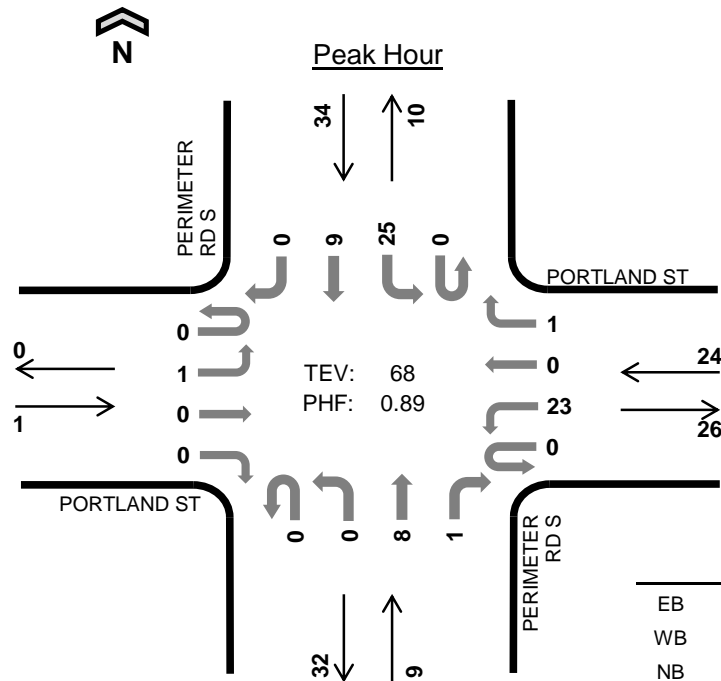 N
Peak Hour
34
10
PERIMETER
RD S
0
9
25
0
PORTLAND ST
0
1
0
0
1
0
23
0
TEV: 68
PHF: 0.89
0
1
24
26
PORTLAND ST
0
0
8
1
PERIMETER
RD S
32
9
EB
WB
NB